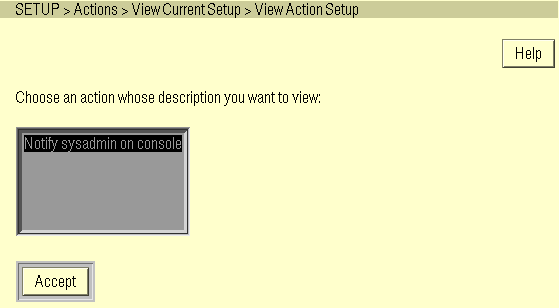 SETUP > Actions > View Current Setup > View Action Setup
Help
Choose an action whose description you want to view:
Notify sysadmin on console
Accept